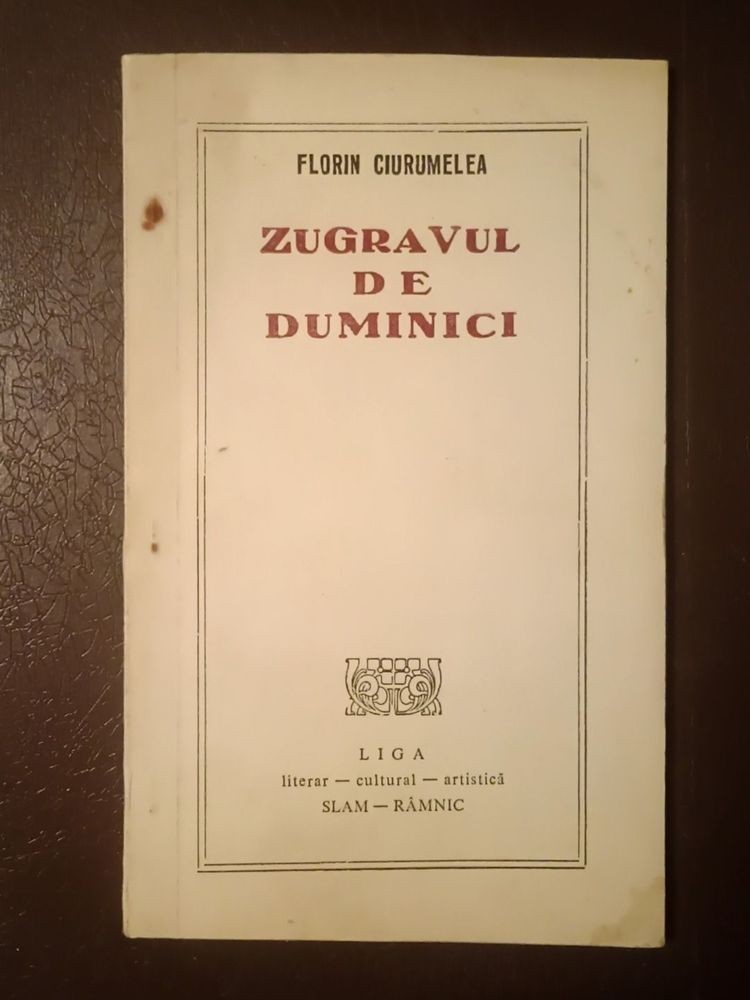 FLORIN CIURUMELEA
ZUGRAVUL
DE
DUMINICI
LIGA
literar — cultural — artistică
SLAM — RÂMNIC